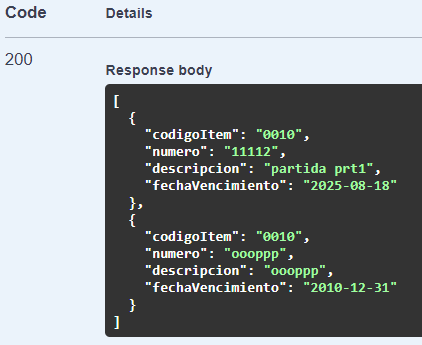 Code Details
200
Response body
[
  {
    "codigoItem": "0010",
    "numero": "11112",
    "descripcion": "partida prt1",
    "fechaVencimiento": "2025-08-18"
  },
  {
    "codigoItem": "0010",
    "numero": "oooppp",
    "descripcion": "oooppp",
    "fechaVencimiento": "2010-12-31"
  }
]